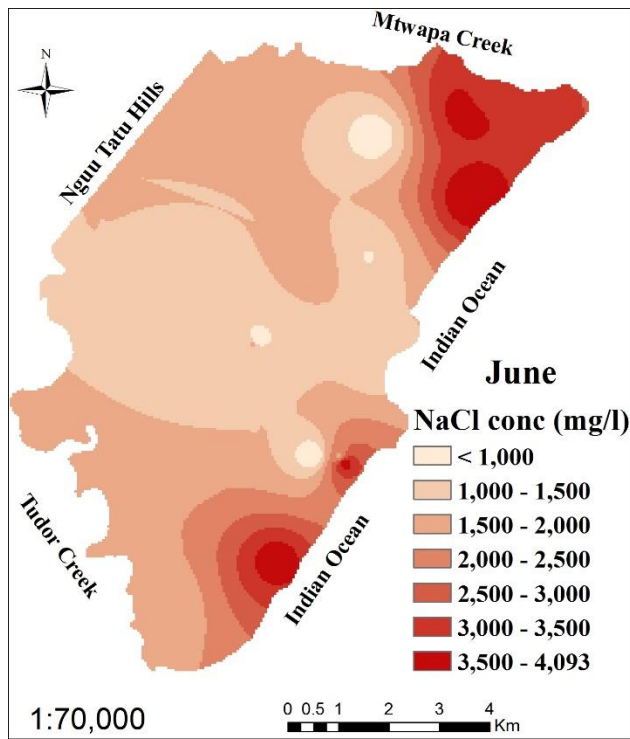 Mtwapa Creek
N
Nguu Tatu Hills
Indian Ocean
June
NaCl conc (mg/l)
< 1,000
1,000 - 1,500
1,500 - 2,000
2,000 - 2,500
2,500 - 3,000
3,000 - 3,500
3,500 - 4,093
Tudor Creek
Indian Ocean
1:70,000
0 0.5 1 2 3 4
Km